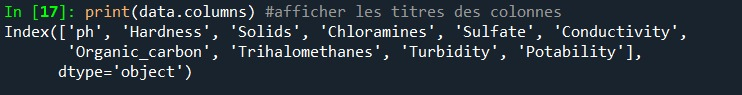 In [17]: print(data.columns) #afficher les titres des colonnes
Index(['ph', 'Hardness', 'Solids', 'Chloramines', 'Sulfate', 'Conductivity',
       'Organic_carbon', 'Trihalomethanes', 'Turbidity', 'Potability'],
      dtype='object')